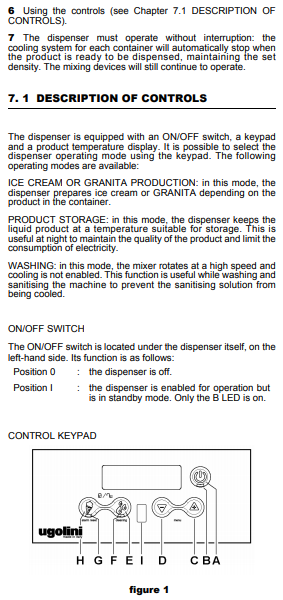 6 Using the controls (see Chapter 7.1 DESCRIPTION OF
CONTROLS).
7 The dispenser must operate without interruption: the
cooling system for each container will automatically stop when
the product is ready to be dispensed, maintaining the set
density. The mixing devices will still continue to operate.
7. 1 DESCRIPTION OF CONTROLS
The dispenser is equipped with an ON/OFF switch, a keypad
and a product temperature display. It is possible to select the
dispenser operating mode using the keypad. The following
operating modes are available:
ICE CREAM OR GRANITA PRODUCTION: in this mode, the
dispenser prepares ice cream or GRANITA depending on the
product in the container.
PRODUCT STORAGE: in this mode, the dispenser keeps the
liquid product at a temperature suitable for storage. This is
useful at night to maintain the quality of the product and limit the
consumption of electricity.
WASHING: in this mode, the mixer rotates at a high speed and
cooling is not enabled. This function is useful while washing and
sanitising the machine to prevent the sanitising solution from
being cooled.
ON/OFF SWITCH
The ON/OFF switch is located under the dispenser itself, on the
left-hand side. Its function is as follows:
Position 0 : the dispenser is off.
Position I : the dispenser is enabled for operation but
is in standby mode. Only the B LED is on.
CONTROL KEYPAD
cleaning
menu
ugolini
made in italy
H G F E I D C B A
figure 1